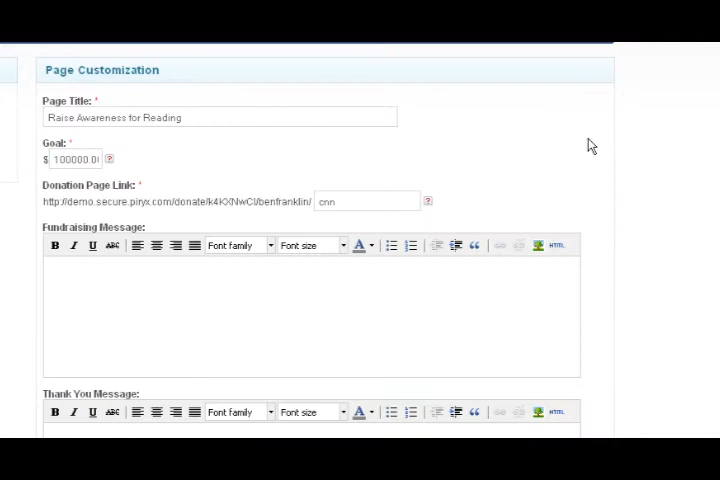 Page Customization
Page Title: *
Raise Awareness for Reading
Goal: *
$ 100000.00 ?
Donation Page Link: *
http://demo.secure.piryx.com/donate/k4KXNwCl/benfranklin/ cnn ?
Fundraising Message:
B I U ABC Font family Font size A HTML
Thank You Message:
B I U ABC Font family Font size A HTML